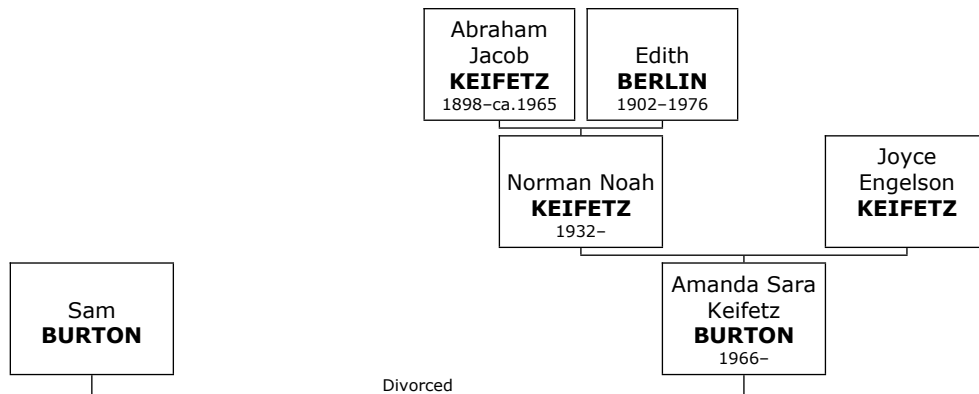 Abraham
Jacob
KEIFETZ
1898–ca.1965
Edith
BERLIN
1902–1976
Norman Noah
KEIFETZ
1932–
Joyce
Engelson
KEIFETZ
Sam
BURTON
Amanda Sara
Keifetz
BURTON
1966–
Divorced